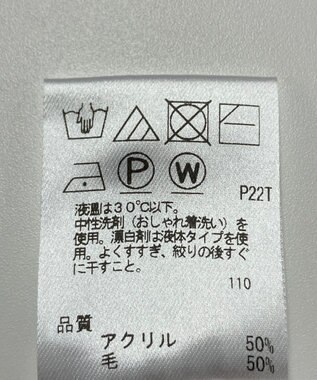 P W
P22T
液温は30℃以下。
中性洗剤(おしゃれ着洗い)を
使用。漂白剤は液体タイプを使
用。よくすすぎ、絞りの後すぐ
に干すこと。
110
品質
アクリル 50%
毛 50%